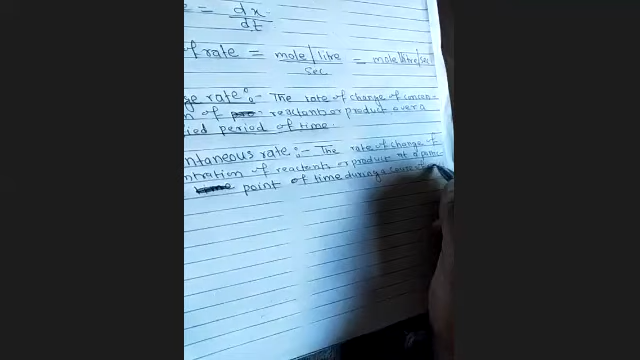 = dx/dt
of rate = mole/litre / sec = mole/litre/sec
ge rate:- The rate of change of concen-
n of reactants or product over a
ied period of time.
ntaneous rate:- The rate of change of
ntration of reactants or product at a
point of time during a course